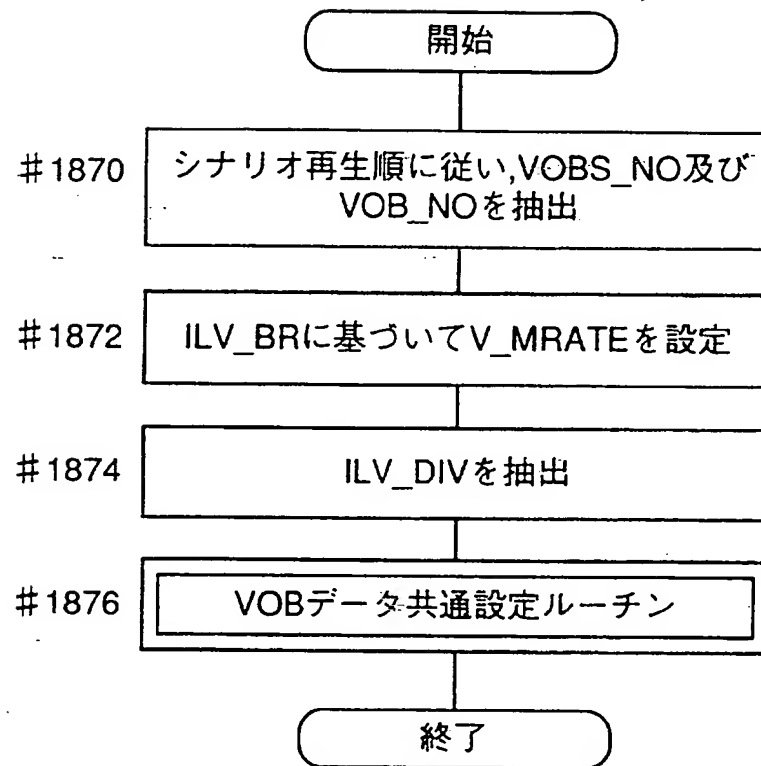 開始
#1870
シナリオ再生順に従い,VOBS_NO及び
VOB_NOを抽出
#1872
ILV_BRに基づいてV_MRATEを設定
#1874
ILV_DIVを抽出
#1876
VOBデータ共通設定ルーチン
終了